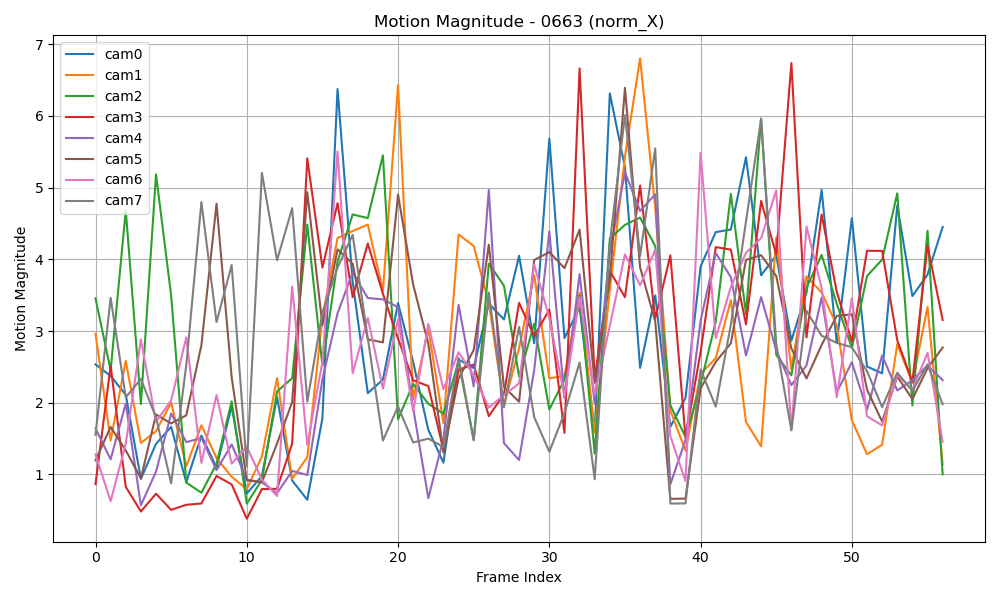 Motion Magnitude - 0663 (norm_X)
7
6
5
4
3
2
1
Motion Magnitude
cam0
cam1
cam2
cam3
cam4
cam5
cam6
cam7
0
10
20
30
40
50
Frame Index